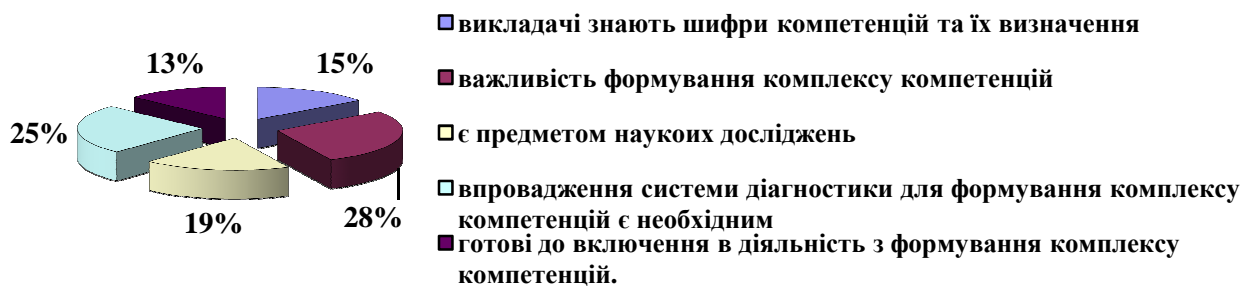 13%
15%
25%
19%
28%
викладачі знають шифри компетенцій та їх визначення
важливість формування комплексу компетенцій
є предметом наукоих досліджень
впровадження системи діагностики для формування комплексу
компетенцій є необхідним
готові до включення в діяльність з формування комплексу
компетенцій.